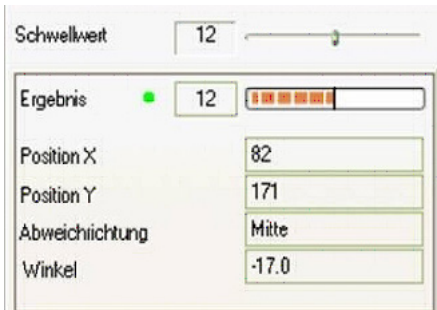 Schwellwert 12
Ergebnis 12
Position X 82
Position Y 171
Abweichrichtung Mitte
Winkel -17.0